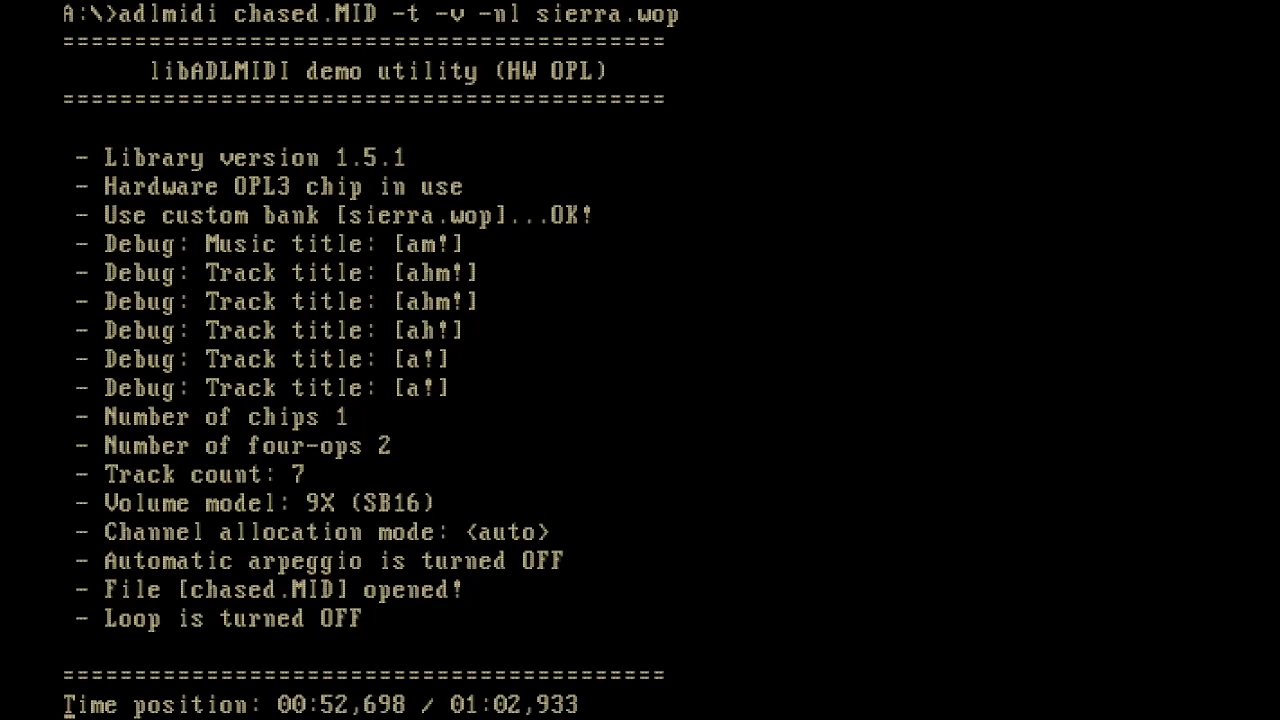 A:\>adlmidi chased.MID -t -v -nl sierra.wop
==========================================
libADLMIDI demo utility (HW OPL)
==========================================
- Library version 1.5.1
- Hardware OPL3 chip in use
- Use custom bank [sierra.wop]...OK!
- Debug: Music title: [am!]
- Debug: Track title: [ahm!]
- Debug: Track title: [ahm!]
- Debug: Track title: [ah!]
- Debug: Track title: [a!]
- Debug: Track title: [a!]
- Number of chips 1
- Number of four-ops 2
- Track count: 7
- Volume model: 9X (SB16)
- Channel allocation mode: <auto>
- Automatic arpeggio is turned OFF
- File [chased.MID] opened!
- Loop is turned OFF
==========================================
Time position: 00:52,698 / 01:02,933